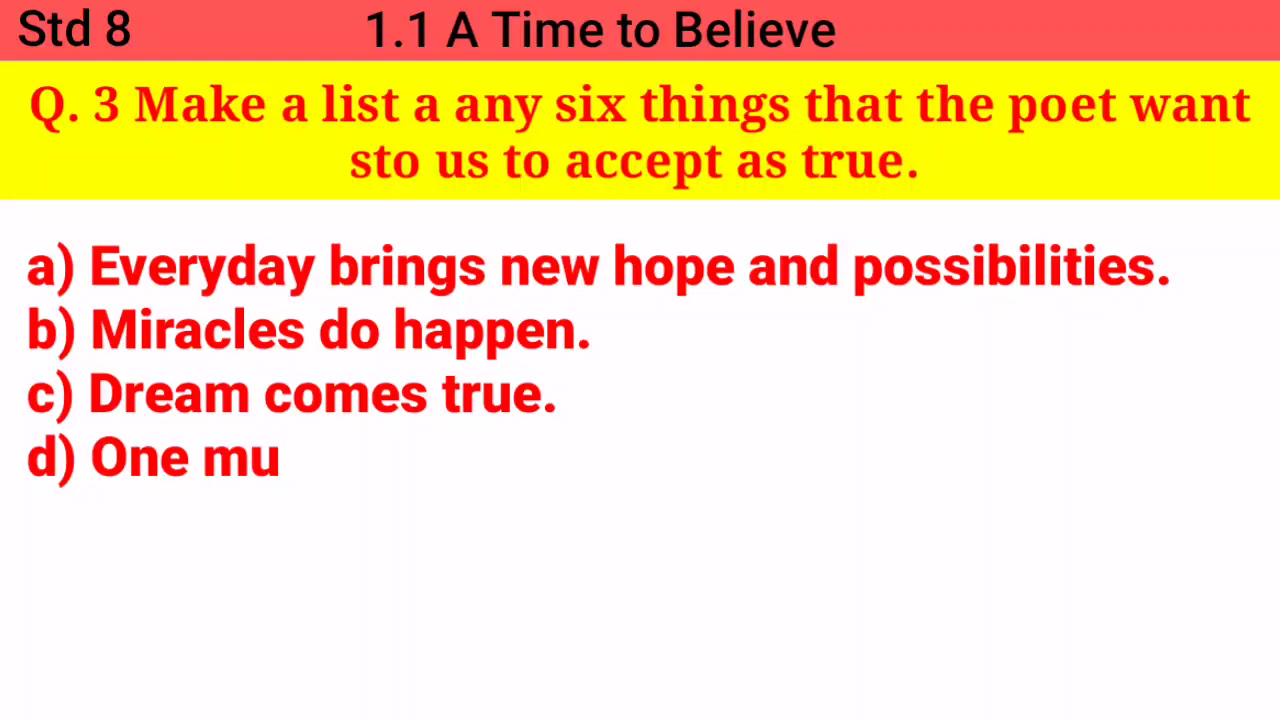 Std 8
1.1 A Time to Believe
Q. 3 Make a list a any six things that the poet want
sto us to accept as true.
a) Everyday brings new hope and possibilities.
b) Miracles do happen.
c) Dream comes true.
d) One mu